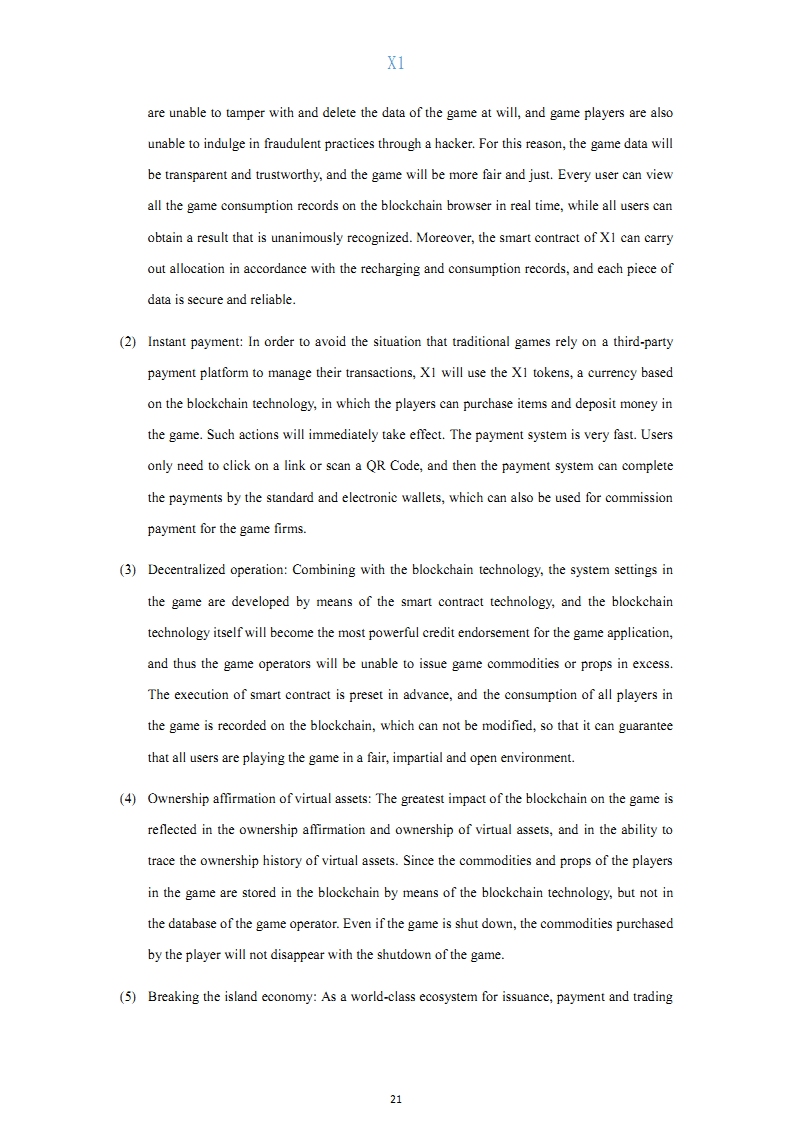 X1
are unable to tamper with and delete the data of the game at will, and game players are also
unable to indulge in fraudulent practices through a hacker. For this reason, the game data will
be transparent and trustworthy, and the game will be more fair and just. Every user can view
all the game consumption records on the blockchain browser in real time, while all users can
obtain a result that is unanimously recognized. Moreover, the smart contract of X1 can carry
out allocation in accordance with the recharging and consumption records, and each piece of
data is secure and reliable.
(2) Instant payment: In order to avoid the situation that traditional games rely on a third-party
payment platform to manage their transactions, X1 will use the X1 tokens, a currency based
on the blockchain technology, in which the players can purchase items and deposit money in
the game. Such actions will immediately take effect. The payment system is very fast. Users
only need to click on a link or scan a QR Code, and then the payment system can complete
the payments by the standard and electronic wallets, which can also be used for commission
payment for the game firms.
(3) Decentralized operation: Combining with the blockchain technology, the system settings in
the game are developed by means of the smart contract technology, and the blockchain
technology itself will become the most powerful credit endorsement for the game application,
and thus the game operators will be unable to issue game commodities or props in excess.
The execution of smart contract is preset in advance, and the consumption of all players in
the game is recorded on the blockchain, which can not be modified, so that it can guarantee
that all users are playing the game in a fair, impartial and open environment.
(4) Ownership affirmation of virtual assets: The greatest impact of the blockchain on the game is
reflected in the ownership affirmation and ownership of virtual assets, and in the ability to
trace the ownership history of virtual assets. Since the commodities and props of the players
in the game are stored in the blockchain by means of the blockchain technology, but not in
the database of the game operator. Even if the game is shut down, the commodities purchased
by the player will not disappear with the shutdown of the game.
(5) Breaking the island economy: As a world-class ecosystem for issuance, payment and trading
21